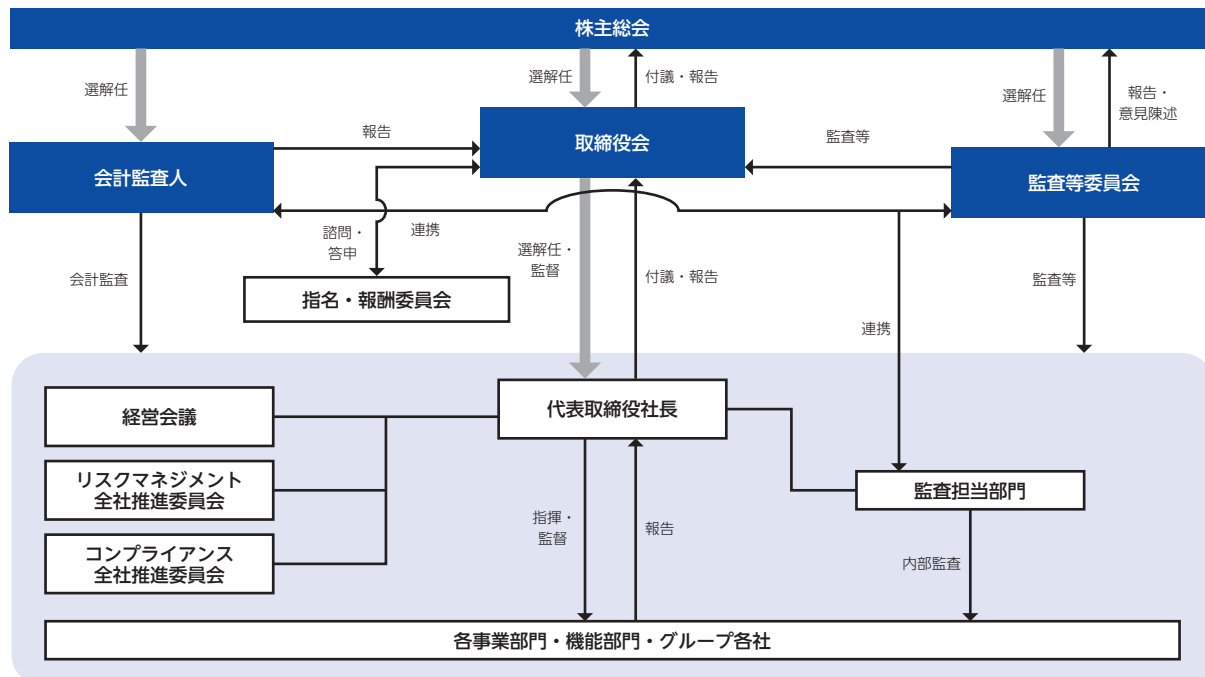 株主総会
選解任
選解任
付議・報告
選解任
報告・
意見陳述
取締役会
報告
監査等
会計監査人
監査等委員会
諮問・
答申
連携
選解任・
監督
付議・報告
会計監査
監査等
指名・報酬委員会
連携
代表取締役社長
経営会議
リスクマネジメント
全社推進委員会
監査担当部門
指揮・
監督
報告
コンプライアンス
全社推進委員会
内部監査
各事業部門・機能部門・グループ各社